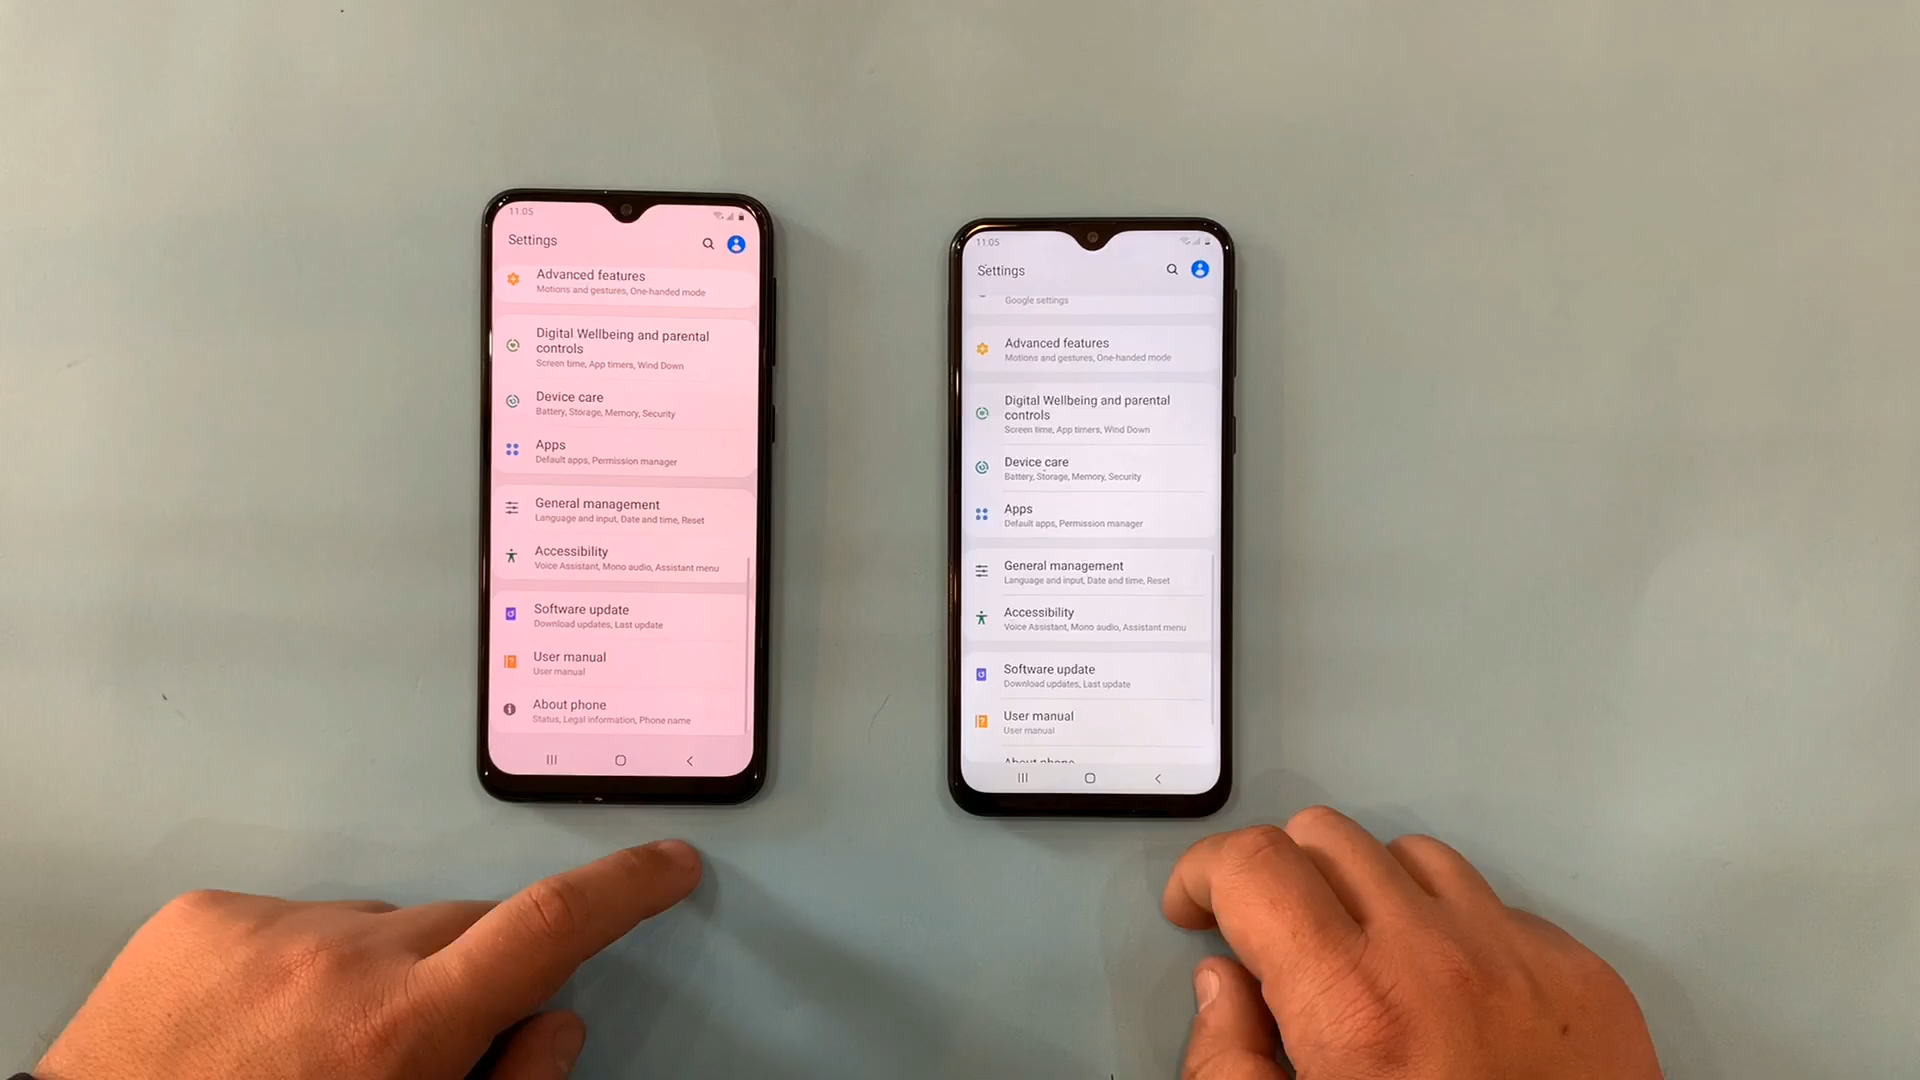 11:05
Settings
Advanced features
Motions and gestures, One-handed mode
Digital Wellbeing and parental
controls
Screen time, App timers, Wind Down
Device care
Battery, Storage, Memory, Security
Apps
Default apps, Permission manager
General management
Language and input, Date and time, Reset
Accessibility
Voice Assistant, Mono audio, Assistant menu
Software update
Download updates, Last update
User manual
User manual
About phone
Status, Legal information, Phone name
11:05
Settings
Google settings
Advanced features
Motions and gestures, One-handed mode
Digital Wellbeing and parental
controls
Screen time, App timers, Wind Down
Device care
Battery, Storage, Memory, Security
Apps
Default apps, Permission manager
General management
Language and input, Date and time, Reset
Accessibility
Voice Assistant, Mono audio, Assistant menu
Software update
Download updates, Last update
User manual
User manual
About phone